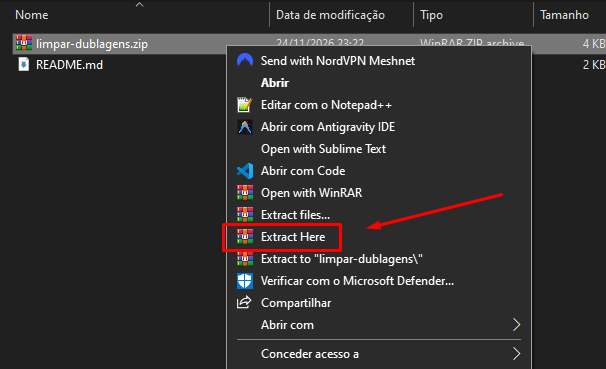 Nome Data de modificação Tipo Tamanho
limpar-dublagens.zip 24/11/2026 23:22 WinRAR ZIP archive 4 KB
README.md 2 KB
Send with NordVPN Meshnet
Abrir
Editar com o Notepad++
Abrir com Antigravity IDE
Open with Sublime Text
Abrir com Code
Open with WinRAR
Extract files...
Extract Here
Extract to "limpar-dublagens\"
Verificar com o Microsoft Defender...
Compartilhar
Abrir com
Conceder acesso a